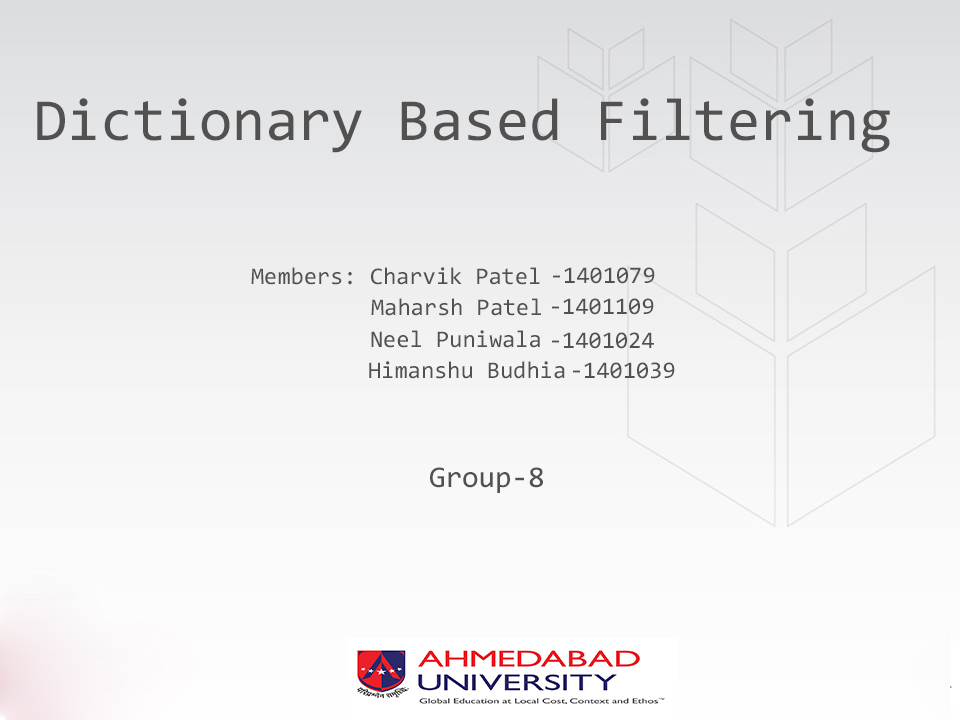 Dictionary Based Filtering
Members: Charvik Patel -1401079
Maharsh Patel -1401109
Neel Puniwala -1401024
Himanshu Budhia -1401039
Group-8
AHMEDABAD
UNIVERSITY
Global Education at Local Cost, Context and Ethos™